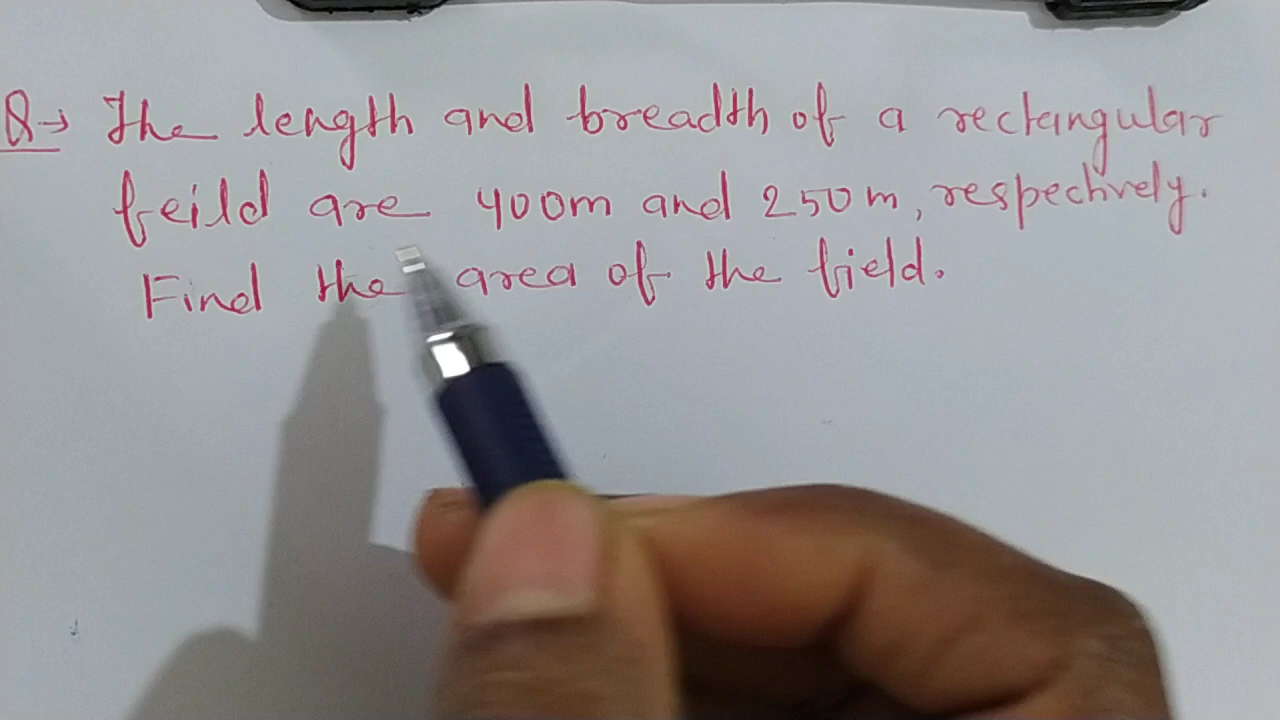 Q→ The length and breadth of a rectangular
feild are 400m and 250m, respectively.
Find the area of the field.